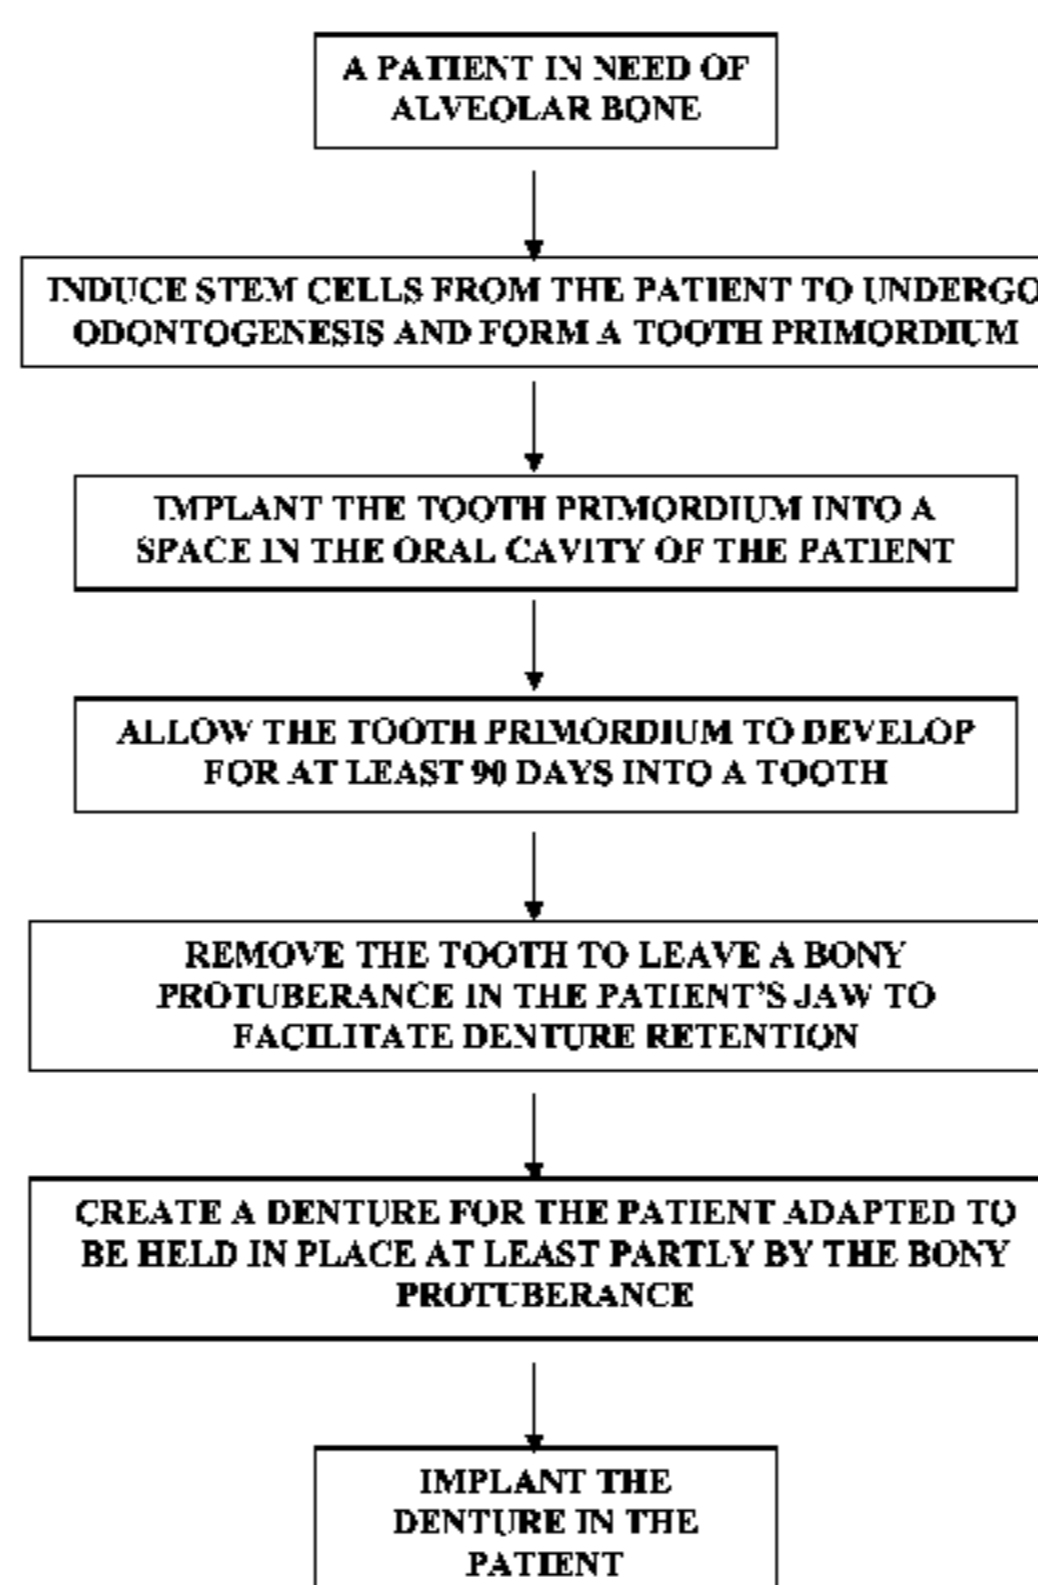 A PATIENT IN NEED OF
ALVEOLAR BONE
INDUCE STEM CELLS FROM THE PATIENT TO UNDERGO
ODONTOGENESIS AND FORM A TOOTH PRIMORDIUM
IMPLANT THE TOOTH PRIMORDIUM INTO A
SPACE IN THE ORAL CAVITY OF THE PATIENT
ALLOW THE TOOTH PRIMORDIUM TO DEVELOP
FOR AT LEAST 90 DAYS INTO A TOOTH
REMOVE THE TOOTH TO LEAVE A BONY
PROTUBERANCE IN THE PATIENT'S JAW TO
FACILITATE DENTURE RETENTION
CREATE A DENTURE FOR THE PATIENT ADAPTED TO
BE HELD IN PLACE AT LEAST PARTLY BY THE BONY
PROTUBERANCE
IMPLANT THE
DENTURE IN THE
PATIENT